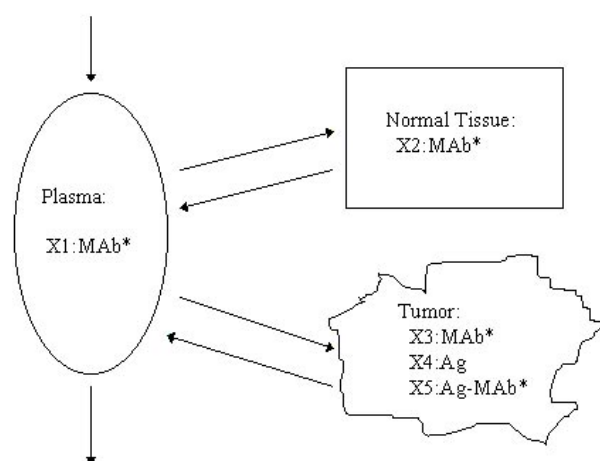 Plasma:
X1:MAb*
Normal Tissue:
X2:MAb*
Tumor:
X3:MAb*
X4:Ag
X5:Ag-MAb*